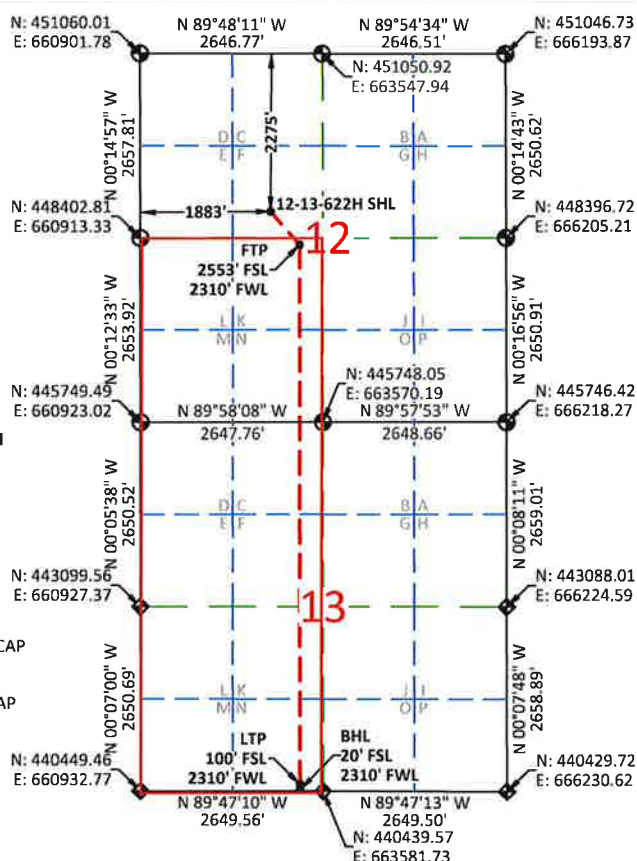 N: 451060.01
E: 660901.78
N 89°48'11" W
2646.77'
N 89°54'34" W
2646.51'
N: 451046.73
E: 666193.87
N: 451050.92
E: 663547.94
N 00°14'57" W
2657.81'
D C
E F
2275'
B A
G H
N 00°14'43" W
2650.62'
12-13-622H SHL
1883'
N: 448402.81
E: 660913.33
12
N: 448396.72
E: 666205.21
FTP
2553' FSL
2310' FWL
N 00°12'33" W
2653.92'
L K
M N
J I
O P
N 00°16'56" W
2650.91'
N: 445749.49
E: 660923.02
N: 445748.05
E: 663570.19
N: 445746.42
E: 666218.27
N 89°58'08" W
2647.76'
N 89°57'53" W
2648.66'
N 00°05'38" W
2650.52'
D C
E F
B A
G H
N 00°08'11" W
2659.01'
N: 443099.56
E: 660927.37
13
N: 443088.01
E: 666224.59
CAP
AP
N 00°07'00" W
2650.69'
L K
M N
J I
O P
N 00°07'48" W
2658.89'
LTP
100' FSL
2310' FWL
BHL
20' FSL
2310' FWL
N: 440449.46
E: 660932.77
N: 440429.72
E: 666230.62
N 89°47'10" W
2649.56'
N 89°47'13" W
2649.50'
N: 440439.57
E: 663581.73